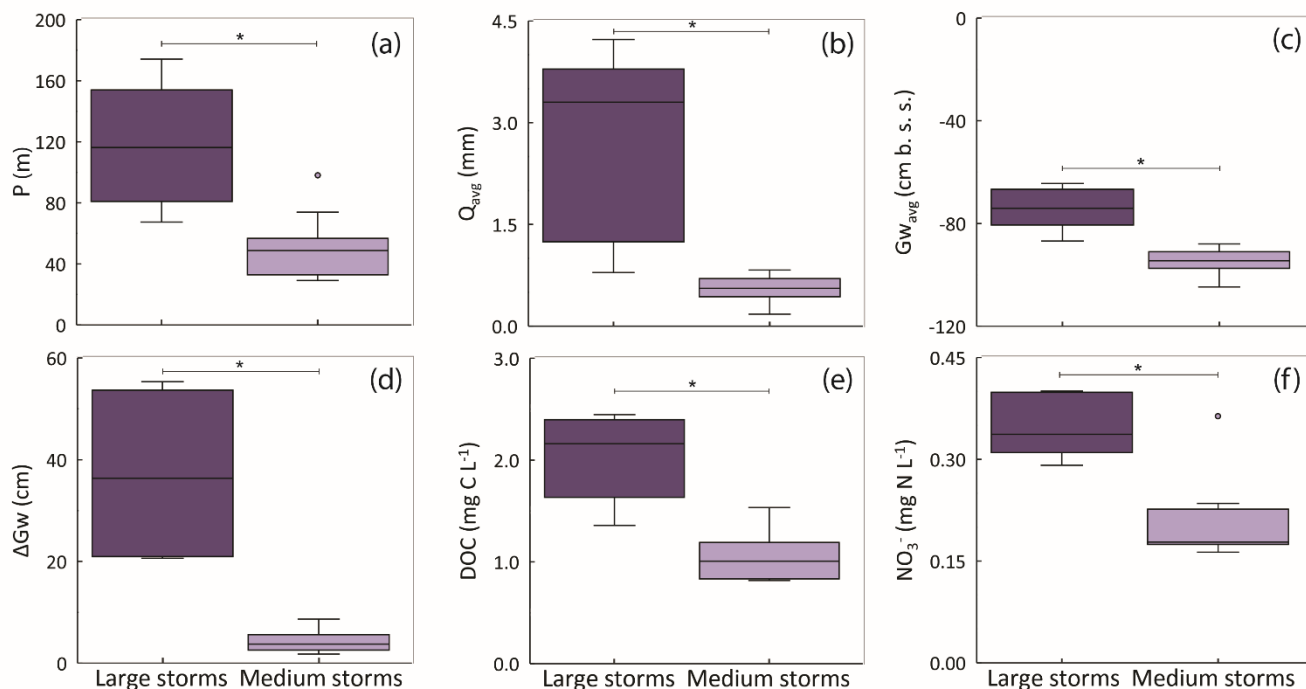 (a)
*
200
160
120
80
40
0
P (m)
(b)
*
4.5
3.0
1.5
0.0
Qavg (mm)
(c)
*
0
-40
-80
-120
Gwavg (cm b. s. s.)
(d)
*
60
40
20
0
ΔGw (cm)
Large storms Medium storms
(e)
*
3.0
2.0
1.0
0.0
DOC (mg C L⁻¹)
Large storms Medium storms
(f)
*
0.45
0.30
0.15
0.00
NO₃⁻ (mg N L⁻¹)
Large storms Medium storms